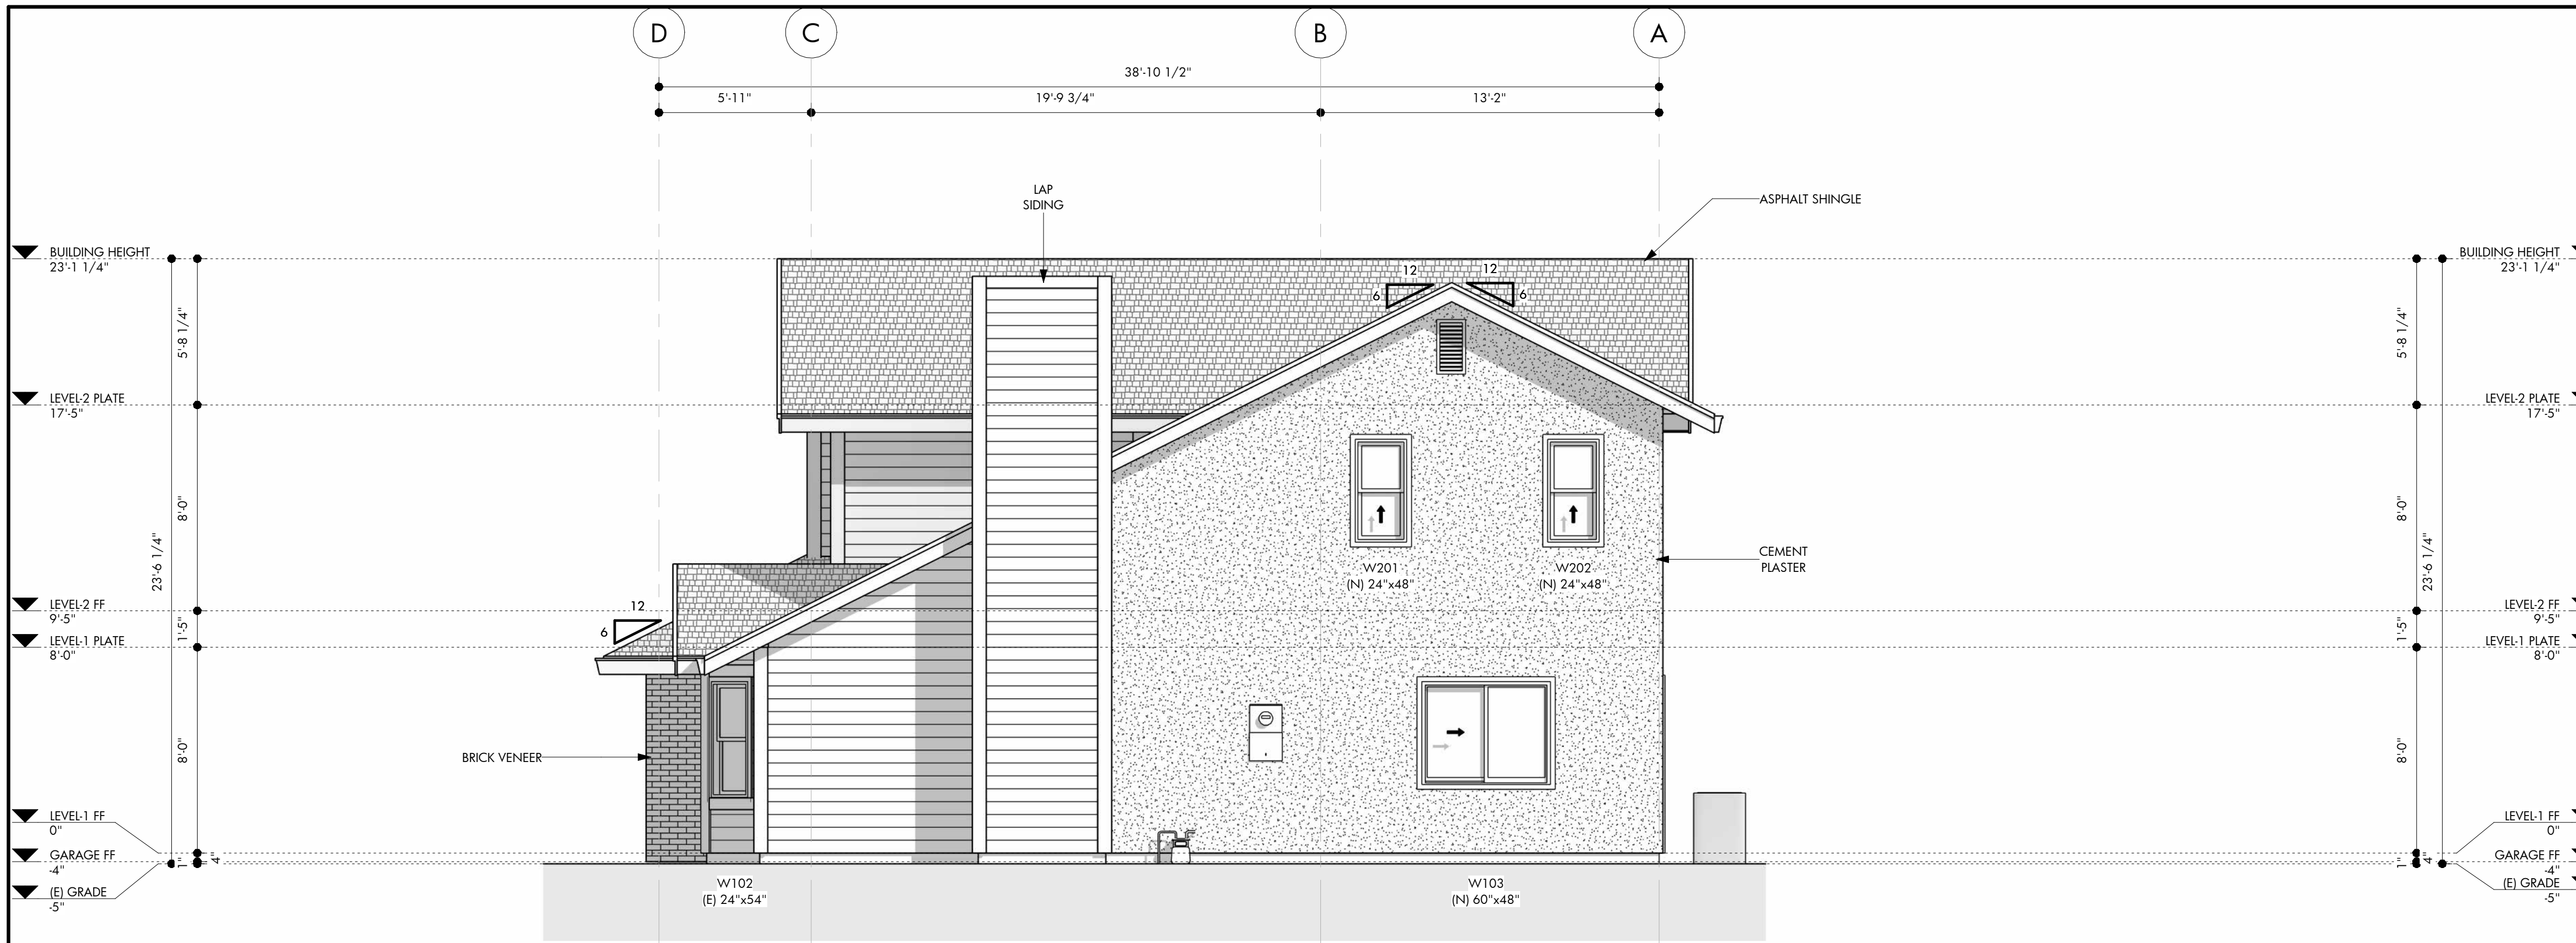 D
C
B
A
38'-10 1/2"
5'-11"
19'-9 3/4"
13'-2"
LAP
SIDING
ASPHALT SHINGLE
BUILDING HEIGHT
23'-1 1/4"
BUILDING HEIGHT
23'-1 1/4"
12
12
6
6
5'-8 1/4"
5'-8 1/4"
LEVEL-2 PLATE
17'-5"
LEVEL-2 PLATE
17'-5"
8'-0"
8'-0"
23'-6 1/4"
23'-6 1/4"
CEMENT
PLASTER
W201
(N) 24"x48"
W202
(N) 24"x48"
LEVEL-2 FF
9'-5"
LEVEL-2 FF
9'-5"
12
6
1'-5"
1'-5"
LEVEL-1 PLATE
8'-0"
LEVEL-1 PLATE
8'-0"
8'-0"
8'-0"
BRICK VENEER
LEVEL-1 FF
0"
LEVEL-1 FF
0"
GARAGE FF
-4"
GARAGE FF
-4"
1"
4"
1"
4"
(E) GRADE
-5"
(E) GRADE
-5"
W102
(E) 24"x54"
W103
(N) 60"x48"